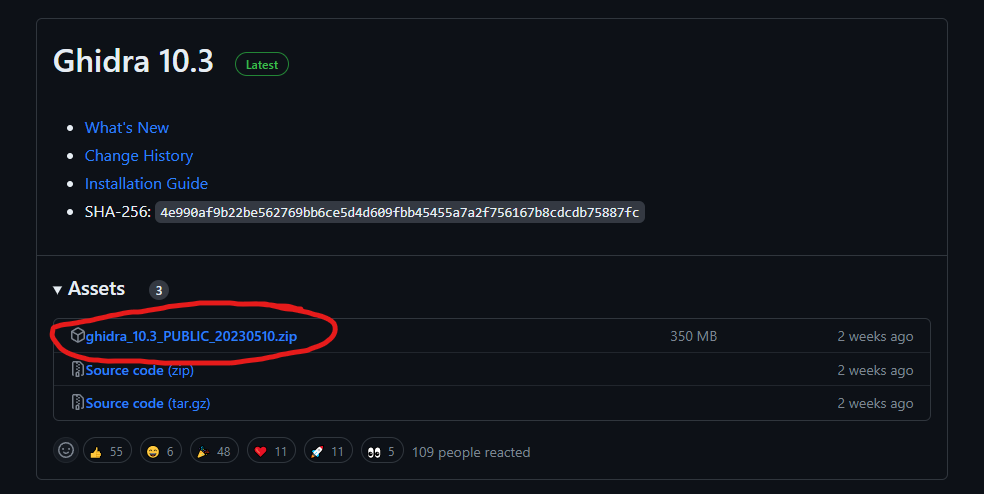 Ghidra 10.3 Latest
What's New
Change History
Installation Guide
SHA-256: 4e990af9b22be562769bb6ce5d4d609fbb45455a7a2f756167b8cdcdb75887fc
Assets 3
ghidra_10.3_PUBLIC_20230510.zip 350 MB 2 weeks ago
Source code (zip) 2 weeks ago
Source code (tar.gz) 2 weeks ago
55 6 48 11 11 5 109 people reacted